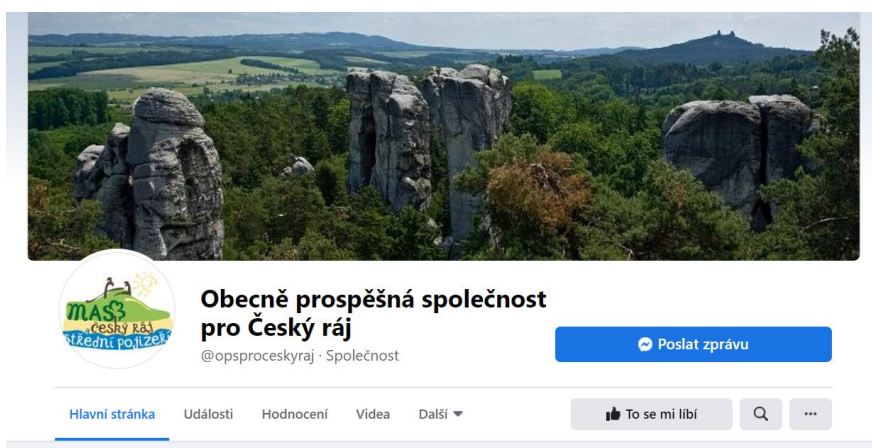 MAS
český ráj
střední pojizeří
Obecně prospěšná společnost
pro Český ráj
@opsproceskyraj · Společnost
Poslat zprávu
Hlavní stránka
Události
Hodnocení
Videa
Další
To se mi líbí